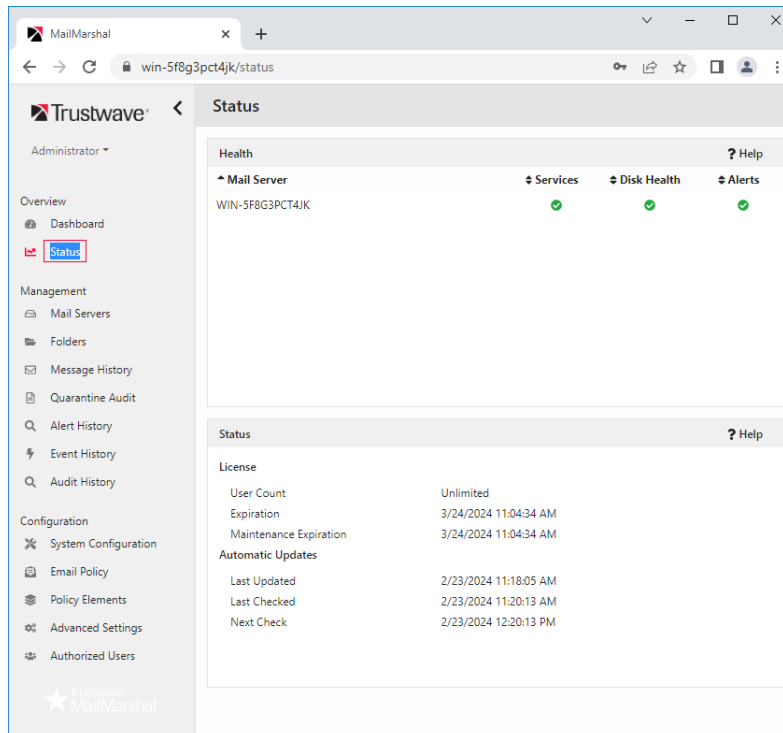 MailMarshal
win-5f8g3pct4jk/status
Trustwave
Status
Administrator
Health
? Help
Mail Server Services Disk Health Alerts
WIN-5F8G3PCT4JK
Overview
Dashboard
Status
Management
Mail Servers
Folders
Message History
Quarantine Audit
Alert History
Event History
Audit History
Configuration
System Configuration
Email Policy
Policy Elements
Advanced Settings
Authorized Users
Trustwave
MailMarshal
Status
? Help
License
User Count Unlimited
Expiration 3/24/2024 11:04:34 AM
Maintenance Expiration 3/24/2024 11:04:34 AM
Automatic Updates
Last Updated 2/23/2024 11:18:05 AM
Last Checked 2/23/2024 11:20:13 AM
Next Check 2/23/2024 12:20:13 PM